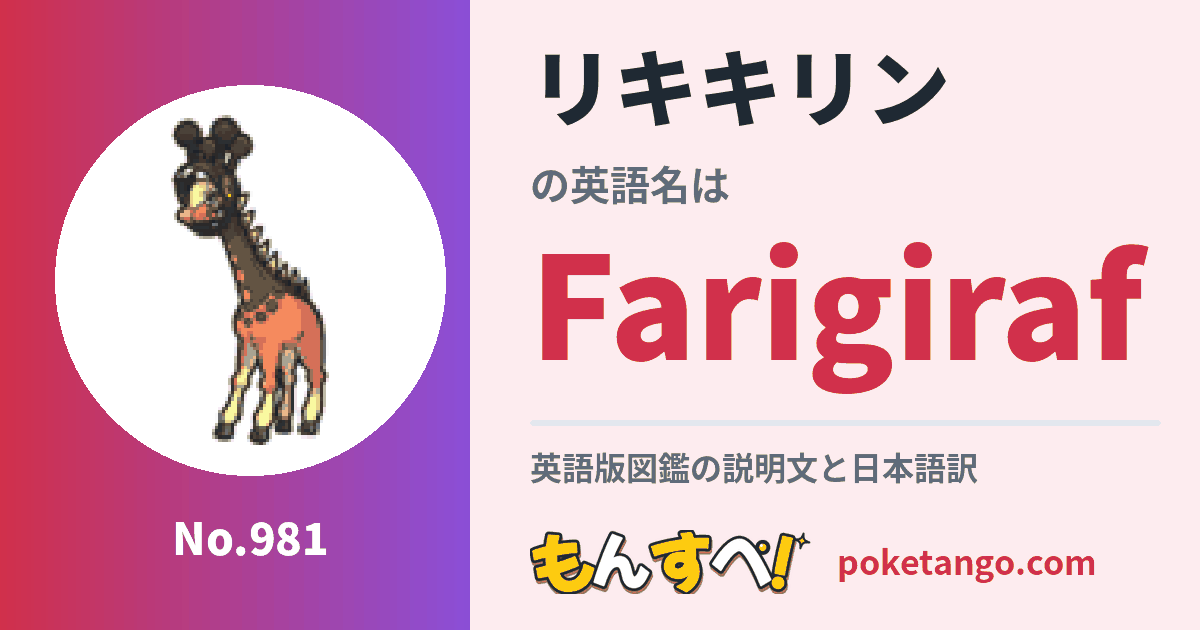 リキキリン
の英語名は
Farigiraf
英語版図鑑の説明文と日本語訳
No.981
もんすぺ!
poketango.com